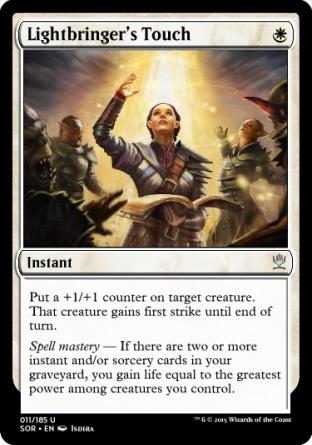 Lightbringer's Touch
Instant
Put a +1/+1 counter on target creature.
That creature gains first strike until end of
turn.
Spell mastery — If there are two or more
instant and/or sorcery cards in your
graveyard, you gain life equal to the greatest
power among creatures you control.
011/185 U
SOR • EN Isdira
™ & © 2015 Wizards of the Coast